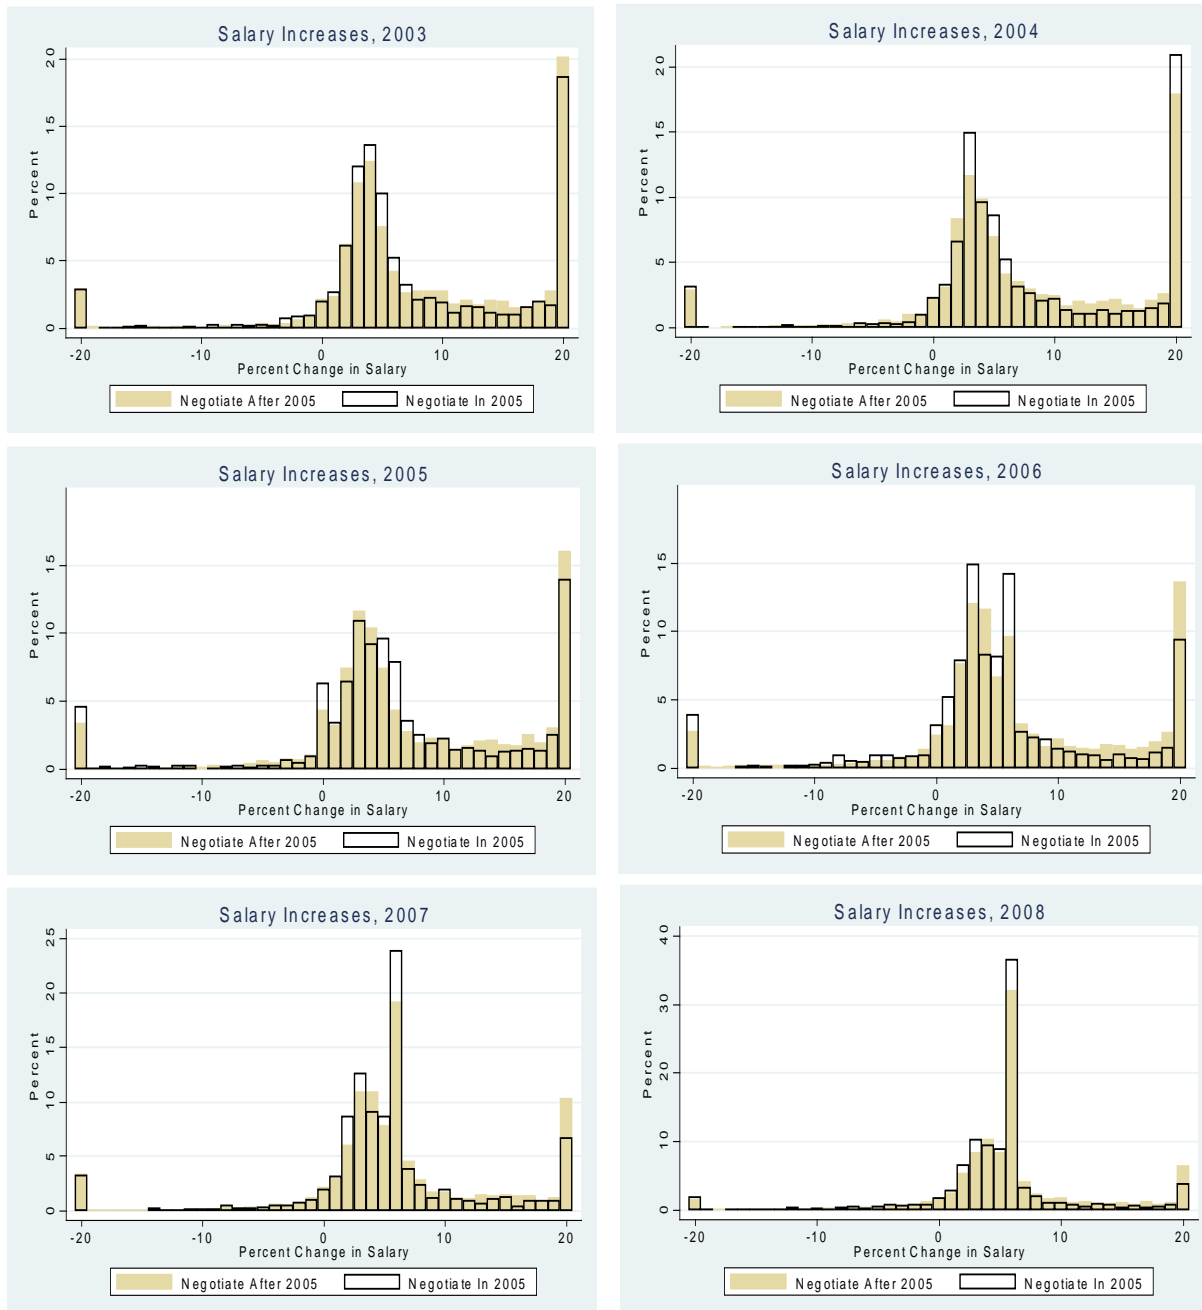 Salary Increases, 2003
Percent
20
15
10
5
0
-20 -10 0 10 20
Percent Change in Salary
Negotiate After 2005 Negotiate In 2005
Salary Increases, 2004
Percent
20
15
10
5
0
-20 -10 0 10 20
Percent Change in Salary
Negotiate After 2005 Negotiate In 2005
Salary Increases, 2005
Percent
15
10
5
0
-20 -10 0 10 20
Percent Change in Salary
Negotiate After 2005 Negotiate In 2005
Salary Increases, 2006
Percent
15
10
5
0
-20 -10 0 10 20
Percent Change in Salary
Negotiate After 2005 Negotiate In 2005
Salary Increases, 2007
Percent
25
20
15
10
5
0
-20 -10 0 10 20
Percent Change in Salary
Negotiate After 2005 Negotiate In 2005
Salary Increases, 2008
Percent
40
30
20
10
0
-20 -10 0 10 20
Percent Change in Salary
Negotiate After 2005 Negotiate In 2005